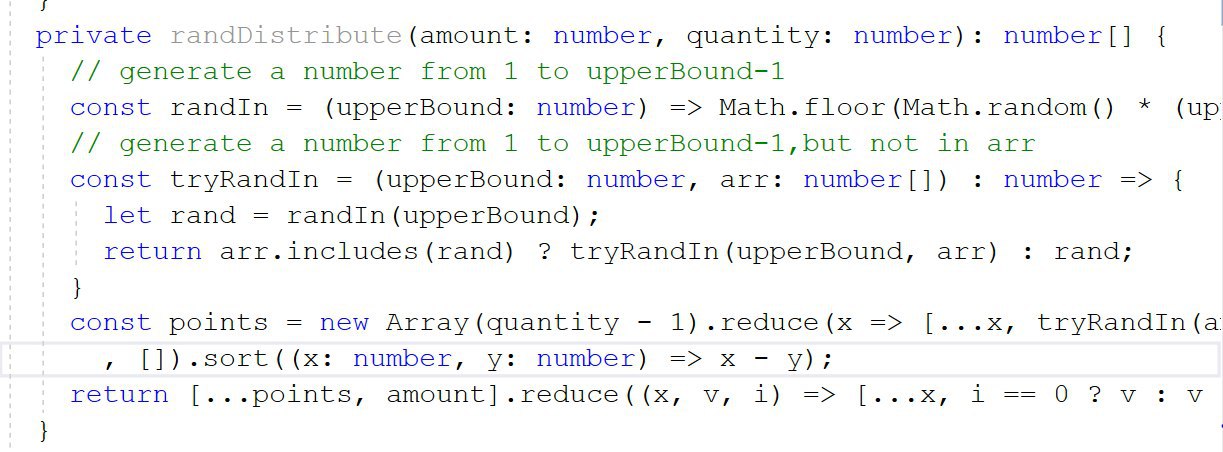 }
private randDistribute(amount: number, quantity: number): number[] {
// generate a number from 1 to upperBound-1
const randIn = (upperBound: number) => Math.floor(Math.random() * (up
// generate a number from 1 to upperBound-1,but not in arr
const tryRandIn = (upperBound: number, arr: number[]) : number => {
let rand = randIn(upperBound);
return arr.includes(rand) ? tryRandIn(upperBound, arr) : rand;
}
const points = new Array(quantity - 1).reduce(x => [...x, tryRandIn(a
, []).sort((x: number, y: number) => x - y);
return [...points, amount].reduce((x, v, i) => [...x, i == 0 ? v : v
}